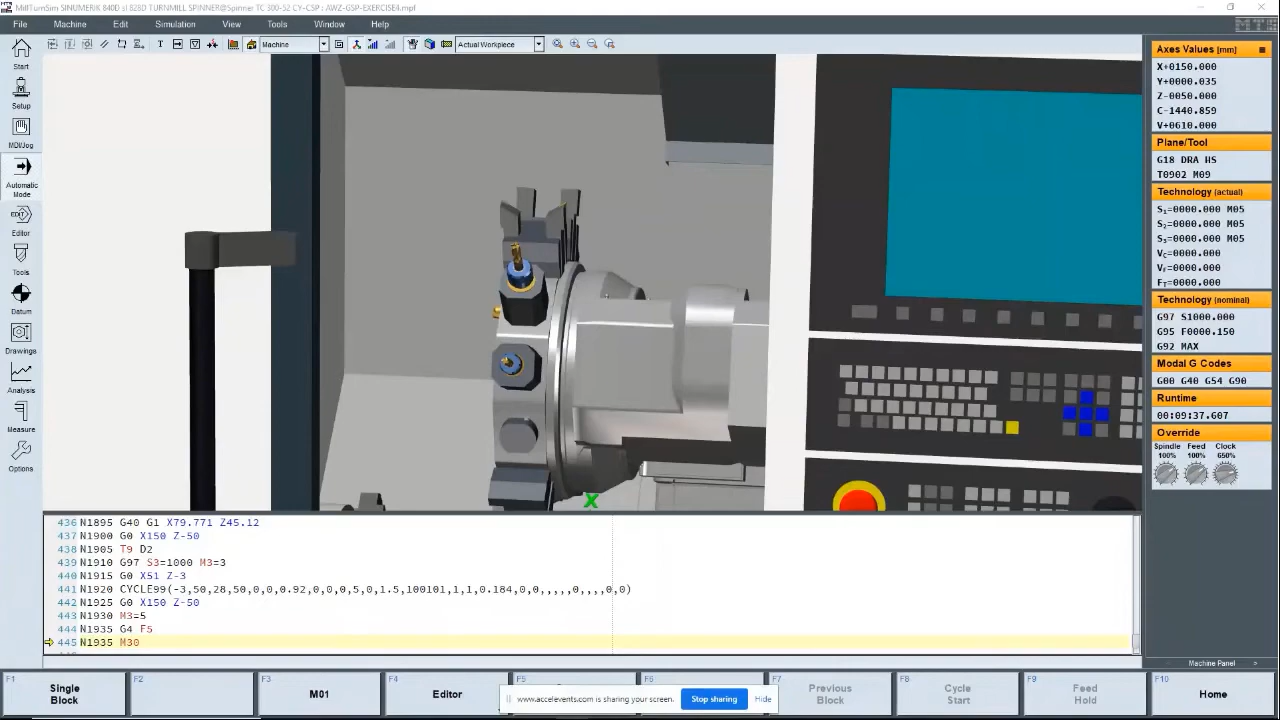 MillTurnSim SINUMERIK 840D sl 828D TURNMILL SPINNER@Spinner TC 300-52 CY-CSP : AWZ-GSP-EXERCISE4.mpf
File Machine Edit Simulation View Tools Window Help
MTS
Machine
Actual Workpiece
Start
Setup
MDI/Jog
Automatic
Mode
EDIT
Editor
Tools
Datum
Drawings
Analysis
Measure
Options
X
Axes Values [mm]
X+0150.000
Y+0000.035
Z-0050.000
C-1440.859
V+0610.000
Plane/Tool
G18 DRA HS
T0902 M09
Technology (actual)
S1=0000.000 M05
S2=0000.000 M05
S3=0000.000 M05
VC=0000.000
VF=0000.000
FT=0000.000
Technology (nominal)
G97 S1000.000
G95 F0000.150
G92 MAX
Modal G Codes
G00 G40 G54 G90
Runtime
00:09:37.607
Override
Spindle Feed Clock
100% 100% 650%
Machine Panel >
436 N1895 G40 G1 X79.771 Z45.12
437 N1900 G0 X150 Z-50
438 N1905 T9 D2
439 N1910 G97 S3=1000 M3=3
440 N1915 G0 X51 Z-3
441 N1920 CYCLE99(-3,50,28,50,0,0,0.92,0,0,0,5,0,1.5,100101,1,1,0.184,0,0,,,,,0,,,,0,0)
442 N1925 G0 X150 Z-50
443 N1930 M3=5
444 N1935 G4 F5
445 N1935 M30
F1 Single Block
F2
F3 M01
F4 Editor
F5
F6
F7 Previous Block
F8 Cycle Start
F9 Feed Hold
F10 Home
www.accelevents.com is sharing your screen. Stop sharing Hide